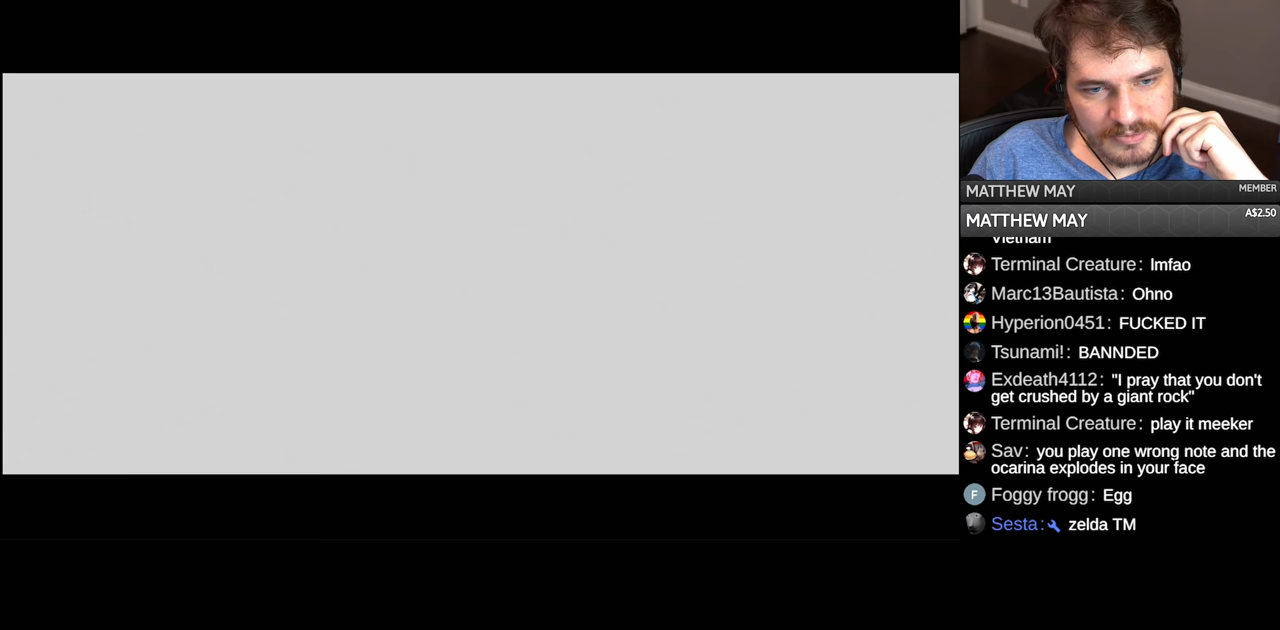 MATTHEW MAY
MEMBER
MATTHEW MAY
A$2.50
Vietnam
Terminal Creature: lmfao
Marc13Bautista: Ohno
Hyperion0451: FUCKED IT
Tsunami!: BANNDED
Exdeath4112: "I pray that you don't
get crushed by a giant rock"
Terminal Creature: play it meeker
Sav: you play one wrong note and the
ocarina explodes in your face
F
Foggy frogg: Egg
Sesta: zelda TM